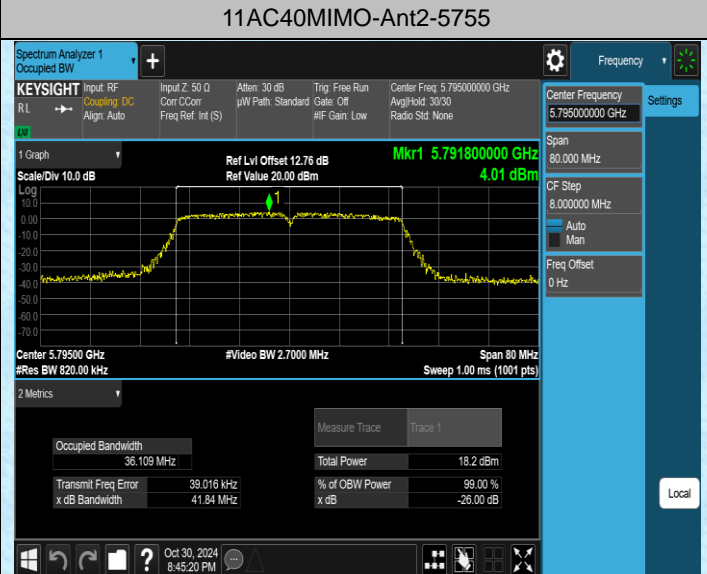 11AC40MIMO-Ant2-5755
Spectrum Analyzer 1
Occupied BW
Frequency
KEYSIGHT
RL
LXI
Input: RF
Coupling: DC
Align: Auto
Input Z: 50 Ω
Corr CCorr
Freq Ref: Int (S)
Atten: 30 dB
µW Path: Standard
Trig: Free Run
Gate: Off
#IF Gain: Low
Center Freq: 5.795000000 GHz
Avg|Hold: 30/30
Radio Std: None
Center Frequency
5.795000000 GHz
Settings
Span
80.000 MHz
CF Step
8.000000 MHz
Auto
Man
Freq Offset
0 Hz
1 Graph
Scale/Div 10.0 dB
Ref Lvl Offset 12.76 dB
Ref Value 20.00 dBm
Mkr1 5.791800000 GHz
4.01 dBm
Log
10.0
0.00
-10.0
-20.0
-30.0
-40.0
-50.0
-60.0
-70.0
1
Center 5.79500 GHz
#Res BW 820.00 kHz
#Video BW 2.7000 MHz
Span 80 MHz
Sweep 1.00 ms (1001 pts)
2 Metrics
Measure Trace
Trace 1
Occupied Bandwidth
36.109 MHz
Total Power 18.2 dBm
Transmit Freq Error 39.016 kHz
x dB Bandwidth 41.84 MHz
% of OBW Power 99.00 %
x dB -26.00 dB
Local
?
Oct 30, 2024
8:45:20 PM